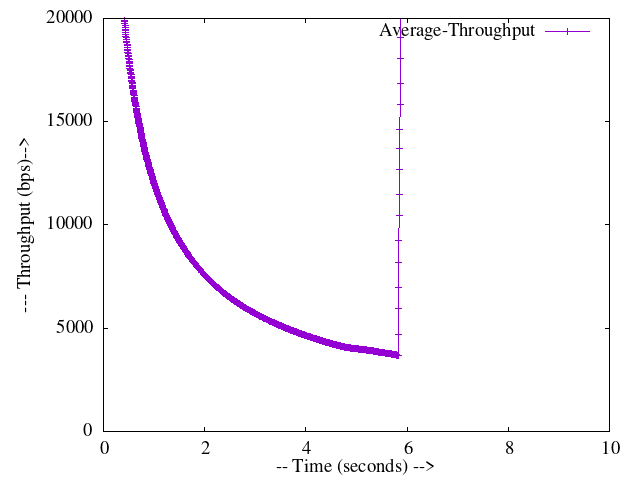 20000
Average-Throughput
15000
10000
5000
0
--- Throughput (bps)-->
0 2 4 6 8 10
-- Time (seconds) -->